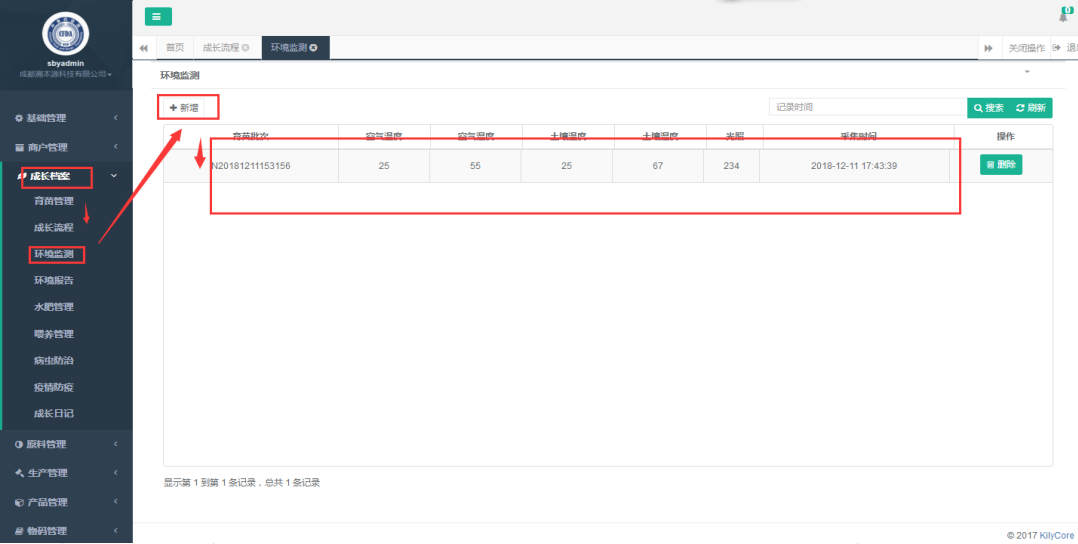 CFDA
sbyadmin
成都溯本源科技有限公司
基础管理
商户管理
成长档案
育苗管理
成长流程
环境监测
环境报告
水肥管理
喂养管理
病虫防治
疫情防疫
成长日记
原料管理
生产管理
产品管理
物码管理
0
首页
成长流程
环境监测
关闭操作
环境监测
新增
记录时间
搜索
刷新
育苗批次
空气温度
空气湿度
土壤温度
土壤湿度
光照
采集时间
操作
N20181211153156
25
55
25
67
234
2018-12-11 17:43:39
删除
显示第 1 到第 1 条记录，总共 1 条记录
© 2017 KilyCore